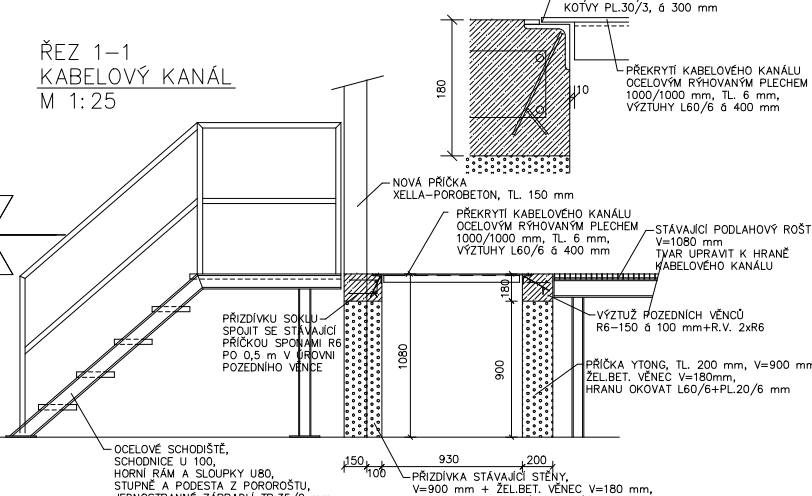 KOTVY PL.30/3, á 300 mm
ŘEZ 1-1
KABELOVÝ KANÁL
M 1:25
180
10
PŘEKRYTÍ KABELOVÉHO KANÁLU
OCELOVÝM RÝHOVANÝM PLECHEM
1000/1000 mm, TL. 6 mm,
VÝZTUHY L60/6 á 400 mm
NOVÁ PŘÍČKA
XELLA-POROBETON, TL. 150 mm
PŘEKRYTÍ KABELOVÉHO KANÁLU
OCELOVÝM RÝHOVANÝM PLECHEM
1000/1000 mm, TL. 6 mm,
VÝZTUHY L60/6 á 400 mm
STÁVAJÍCÍ PODLAHOVÝ ROŠT
V=1080 mm
TVAR UPRAVIT K HRANĚ
KABELOVÉHO KANÁLU
180
PŘIZDÍVKU SOKLU
SPOJIT SE STÁVAJÍCÍ
PŘÍČKOU SPONAMI R6
PO 0,5 m V ÚROVNI
POZEDNÍHO VĚNCE
VÝZTUŽ POZEDNÍCH VĚNCŮ
R6-150 á 100 mm+R.V. 2xR6
1080
900
PŘÍČKA YTONG, TL. 200 mm, V=900 mm
ŽEL.BET. VĚNEC V=180mm,
HRANU OKOVAT L60/6+PL.20/6 mm
OCELOVÉ SCHODIŠTĚ,
SCHODNICE U 100,
HORNÍ RÁM A SLOUPKY U80,
STUPNĚ A PODESTA Z POROROŠTU,
150
100
930
200
PŘIZDÍVKA STÁVAJÍCÍ STĚNY,
V=900 mm + ŽEL.BET. VĚNEC V=180 mm,